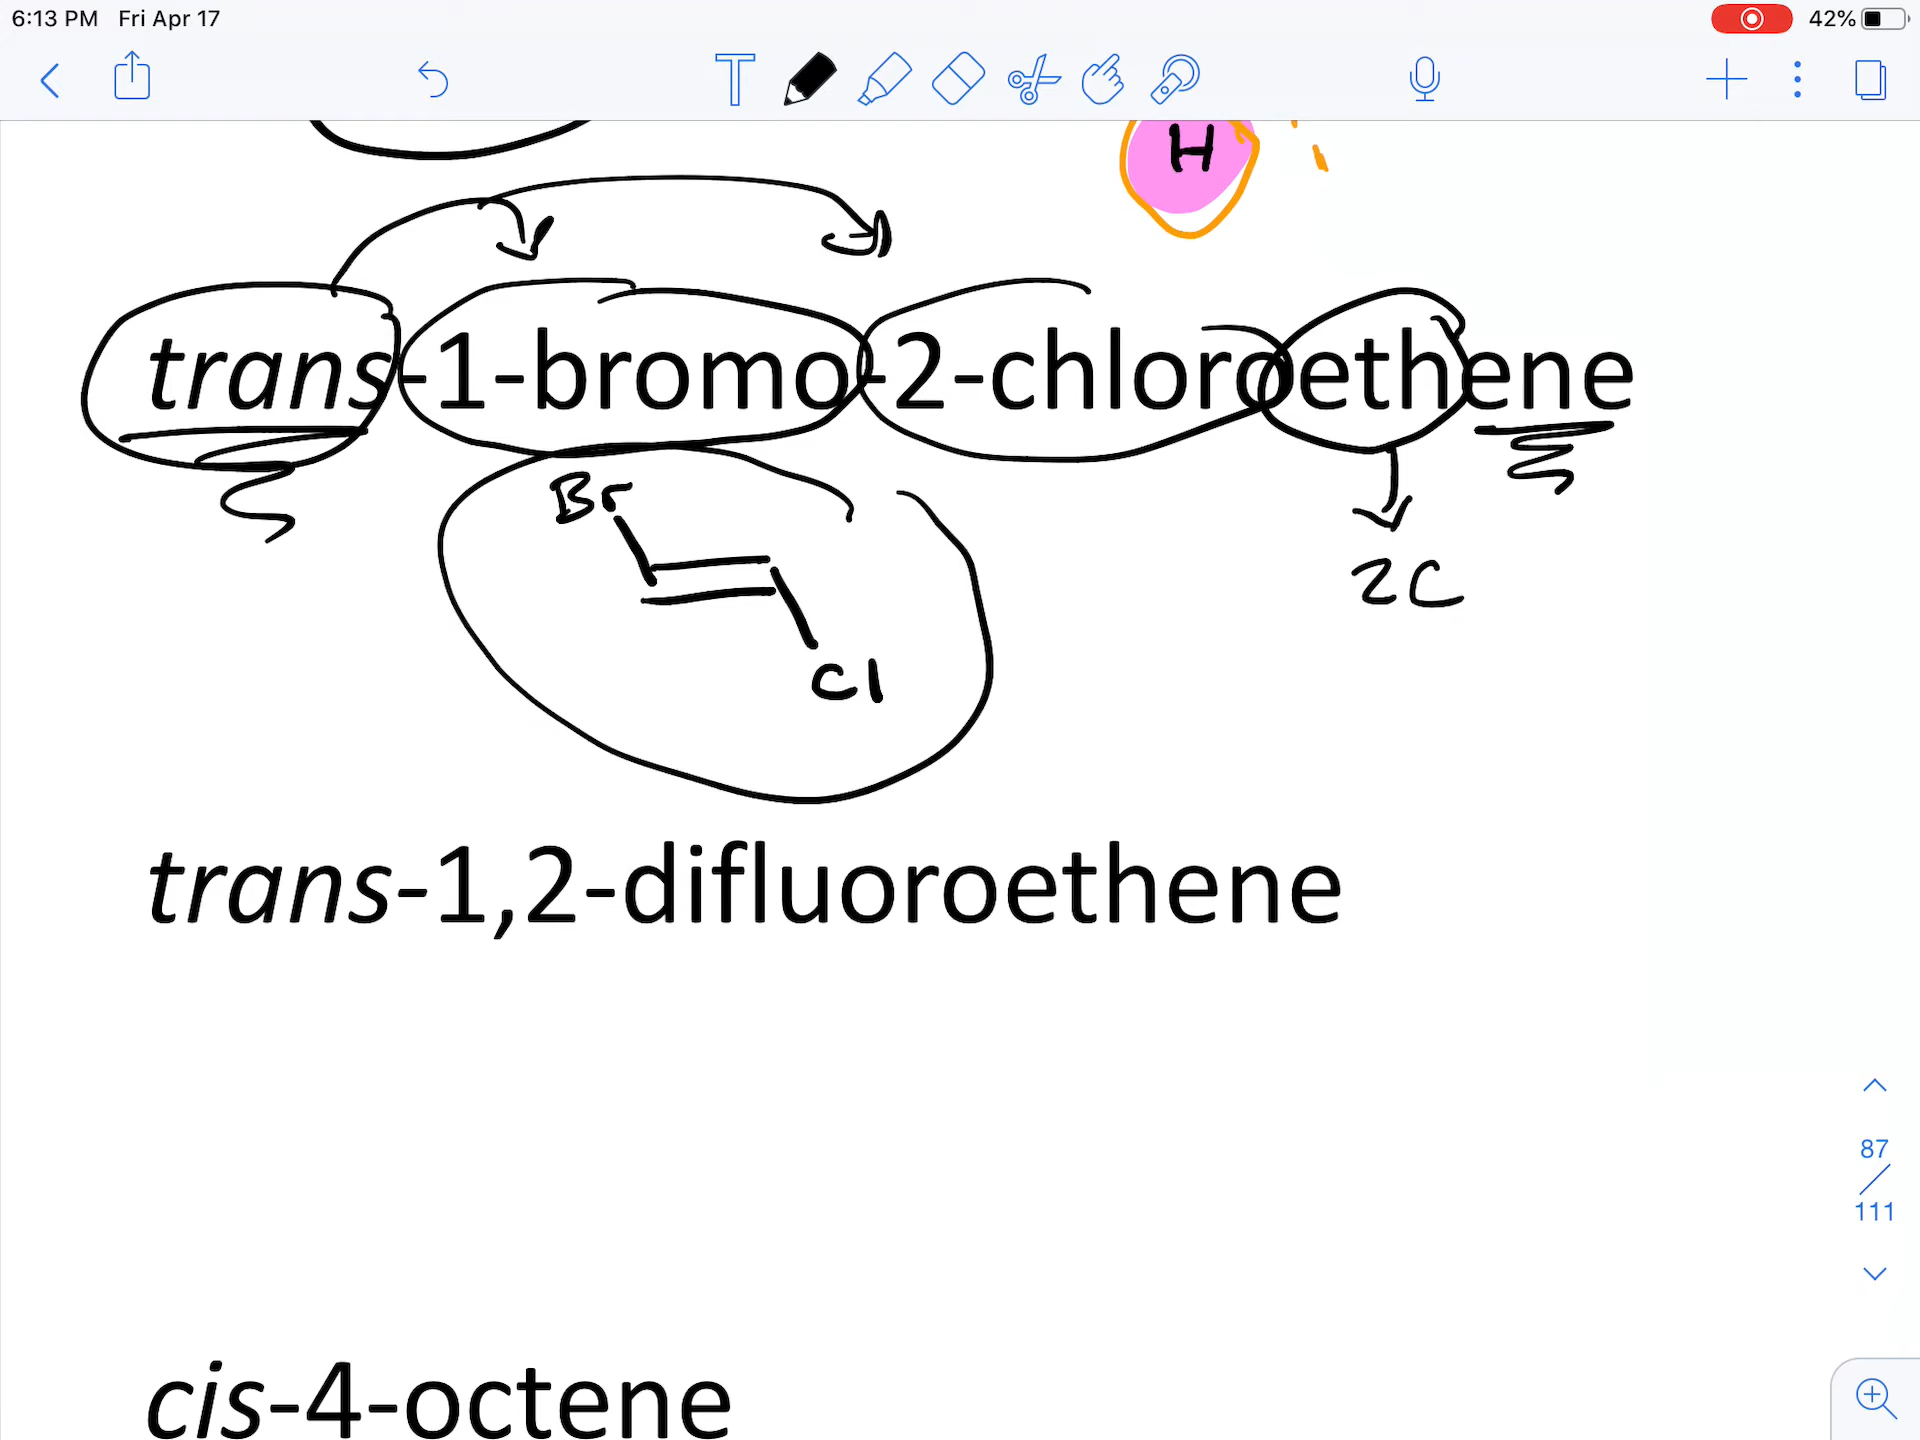 6:13 PM Fri Apr 17
42%
T
H
trans-1-bromo-2-chloroethene
Br
2C
Cl
trans-1,2-difluoroethene
87
111
cis-4-octene